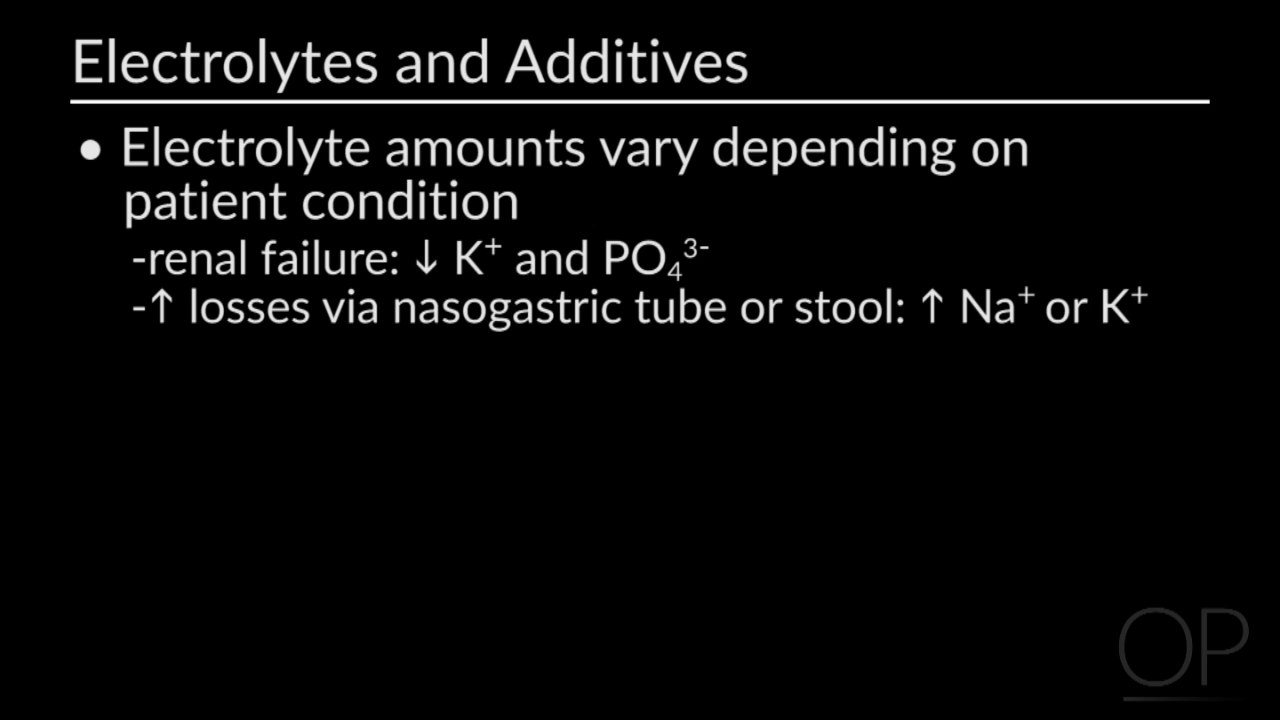 Electrolytes and Additives
• Electrolyte amounts vary depending on
patient condition
-renal failure: ↓ K⁺ and PO₄³⁻
-↑ losses via nasogastric tube or stool: ↑ Na⁺ or K⁺
OP